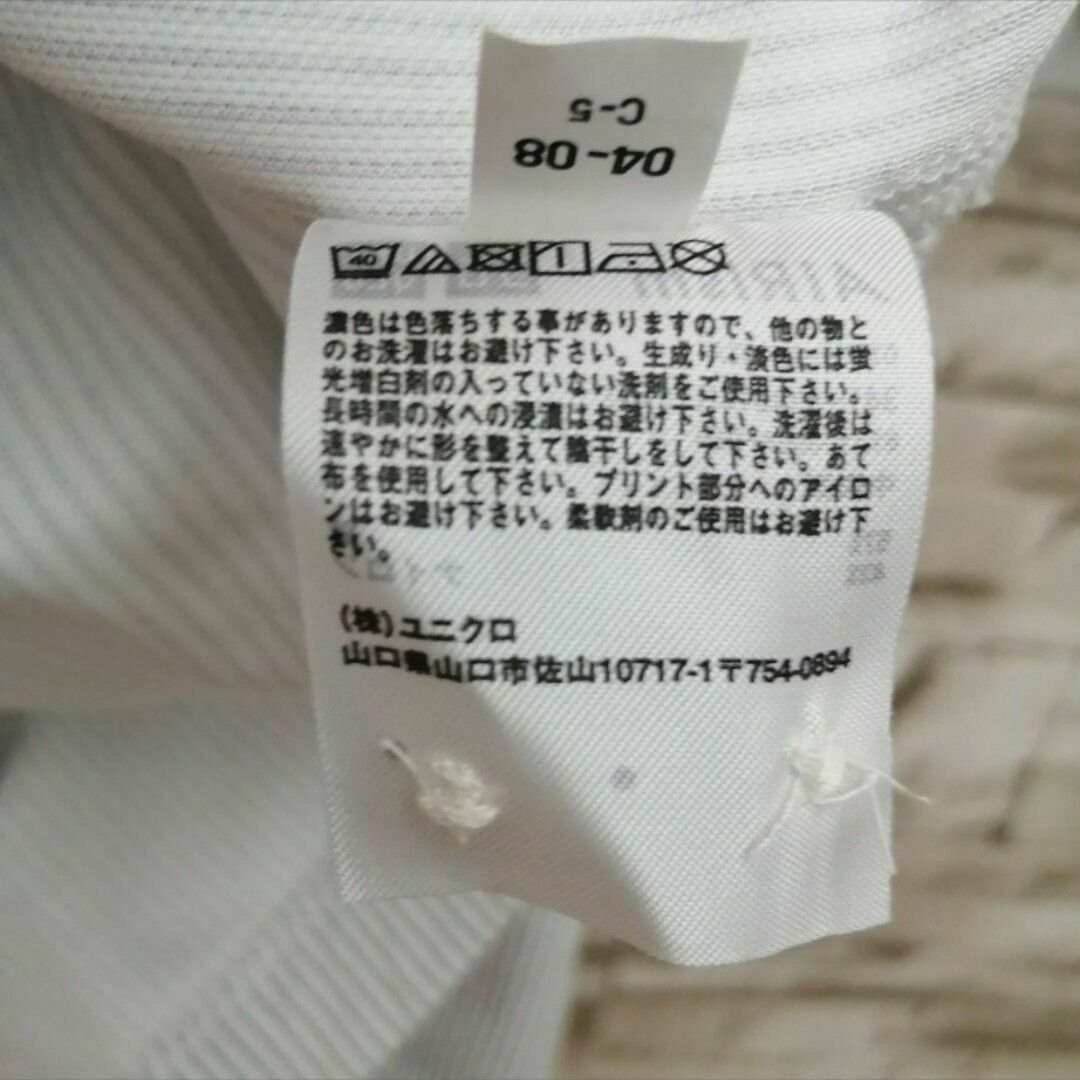 C-5
04-08
40
濃色は色落ちする事がありますので、他の物と
のお洗濯はお避け下さい。生成り・淡色には蛍
光増白剤の入っていない洗剤をご使用下さい。
長時間の水への浸漬はお避け下さい。洗濯後は
速やかに形を整えて陰干しをして下さい。あて
布を使用して下さい。プリント部分へのアイロ
ンはお避け下さい。柔軟剤のご使用はお避け下
さい。
(株)ユニクロ
山口県山口市佐山10717-1〒754-0894